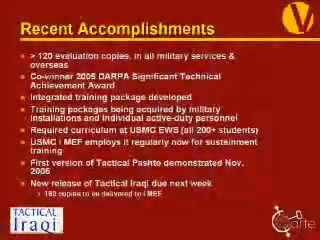 Recent Accomplishments
> 120 evaluation copies, in all military services &
overseas
Co-winner 2005 DARPA Significant Technical
Achievement Award
Integrated training package developed
Training packages being acquired by military
installations and individual active-duty personnel
Required curriculum at USMC EWS (all 200+ students)
USMC I MEF employs it regularly now for sustainment
training
First version of Tactical Pashto demonstrated Nov.
2005
New release of Tactical Iraqi due next week
150 copies to be delivered to I MEF
TACTICAL
Iraqi